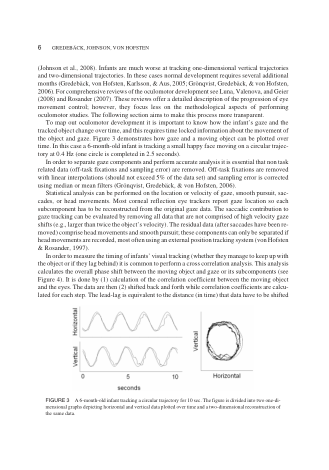 6 GREDEBÄCK, JOHNSON, VON HOFSTEN
(Johnson et al., 2008). Infants are much worse at tracking one-dimensional vertical trajectories
and two-dimensional trajectories. In these cases normal development requires several additional
months (Gredebäck, von Hofsten, Karlsson, & Aus, 2005; Grönqvist, Gredebäck, & von Hofsten,
2006). For comprehensive reviews of the oculomotor development see Luna, Valenova, and Geier
(2008) and Rosander (2007). These reviews offer a detailed description of the progression of eye
movement control; however, they focus less on the methodological aspects of performing
oculomotor studies. The following section aims to make this process more transparent.
To map out oculomotor development it is important to know how the infant's gaze and the
tracked object change over time, and this requires time locked information about the movement of
the object and gaze. Figure 3 demonstrates how gaze and a moving object can be plotted over
time. In this case a 6-month-old infant is tracking a small happy face moving on a circular trajec-
tory at 0.4 Hz (one circle is completed in 2.5 seconds).
In order to separate gaze components and perform accurate analysis it is essential that non task
related data (off-task fixations and sampling error) are removed. Off-task fixations are removed
with linear interpolations (should not exceed 5% of the data set) and sampling error is corrected
using median or mean filters (Grönqvist, Gredebäck, & von Hofsten, 2006).
Statistical analysis can be performed on the location or velocity of gaze, smooth pursuit, sac-
cades, or head movements. Most corneal reflection eye trackers report gaze location so each
subcomponent has to be reconstructed from the original gaze data. The saccadic contribution to
gaze tracking can be evaluated by removing all data that are not comprised of high velocity gaze
shifts (e.g., larger than twice the object's velocity). The residual data (after saccades have been re-
moved) comprise head movements and smooth pursuit; these components can only be separated if
head movements are recorded, most often using an external position tracking system (von Hofsten
& Rosander, 1997).
In order to measure the timing of infants' visual tracking (whether they manage to keep up with
the object or if they lag behind) it is common to perform a cross correlation analysis. This analysis
calculates the overall phase shift between the moving object and gaze or its subcomponents (see
Figure 4). It is done by (1) calculation of the correlation coefficient between the moving object
and the eyes. The data are then (2) shifted back and forth while correlation coefficients are calcu-
lated for each step. The lead-lag is equivalent to the distance (in time) that data have to be shifted
Horizontal
Vertical
0 5 10
seconds
Vertical
Horizontal
FIGURE 3 A 6-month-old infant tracking a circular trajectory for 10 sec. The figure is divided into two one-di-
mensional graphs depicting horizontal and vertical data plotted over time and a two-dimensional reconstruction of
the same data.